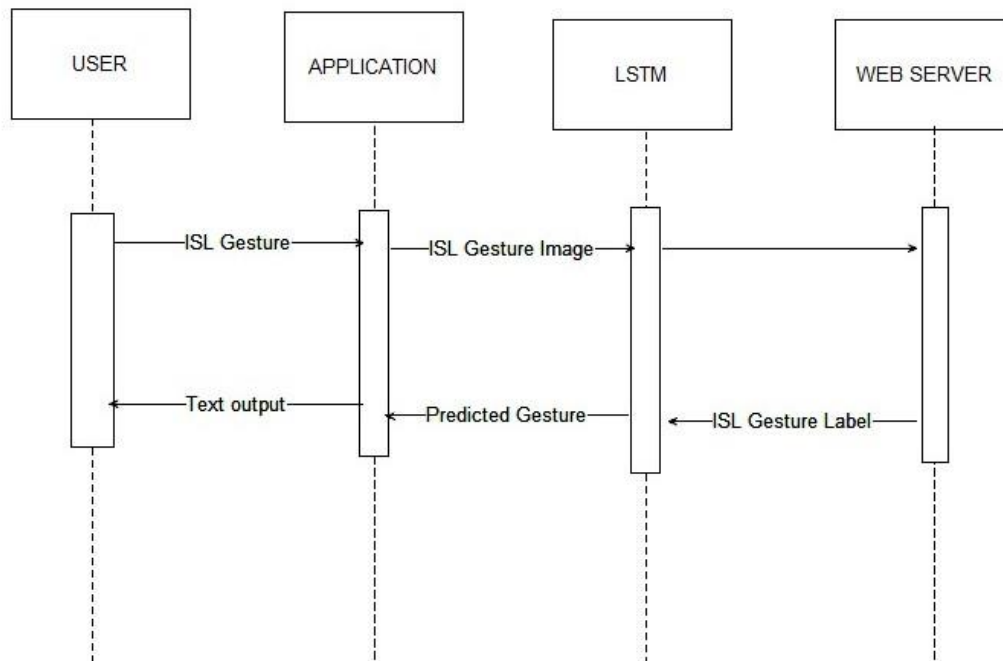 USER
APPLICATION
LSTM
WEB SERVER
ISL Gesture
ISL Gesture Image
Text output
Predicted Gesture
ISL Gesture Label